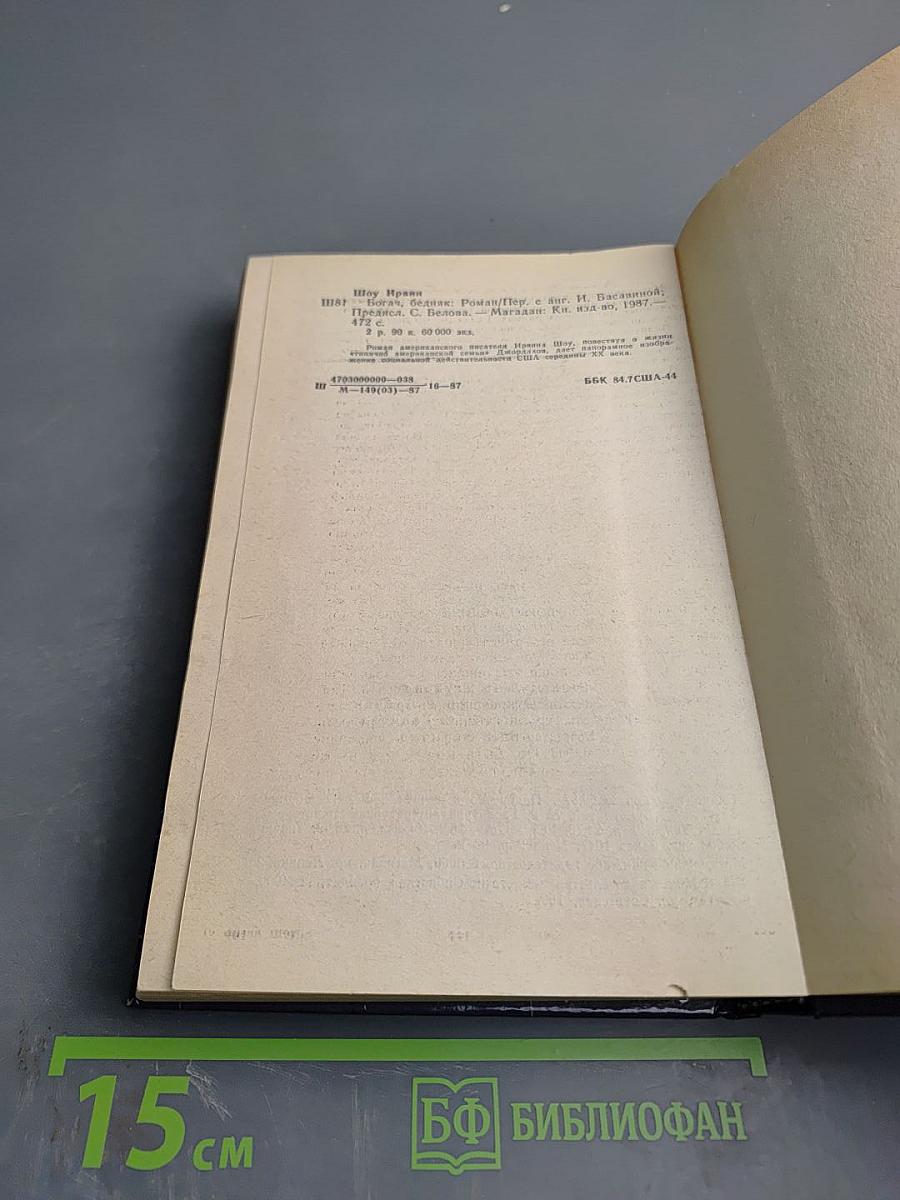 Шоу Ирвин
Ш81 Богач, бедняк: Роман/Пер. с анг. И. Басавиной;
Предисл. С. Белова. — Магадан: Кн. изд-во, 1987.—
472 с.
2 р. 90 к. 60 000 экз.
Роман американского писателя Ирвина Шоу, повествуя о жизни
«типично американской семьи» Джордахов, дает панорамное изобра-
жение социальной действительности США середины XX века.
Ш 4703000000—038
М—149(03)—87 16—87 ББК 84.7США-44
15 см
БФ БИБЛИОФАН